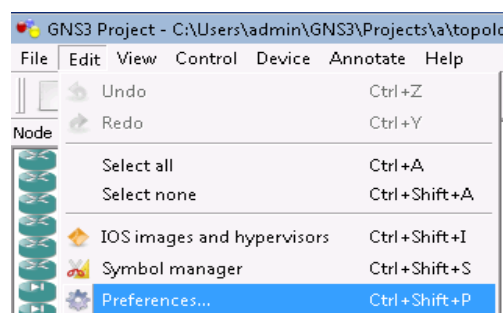 GNS3 Project - C:\Users\admin\GNS3\Projects\a\topolo
File Edit View Control Device Annotate Help
Undo Ctrl+Z
Redo Ctrl+Y
Node
Select all Ctrl+A
Select none Ctrl+Shift+A
IOS images and hypervisors Ctrl+Shift+I
Symbol manager Ctrl+Shift+S
Preferences... Ctrl+Shift+P